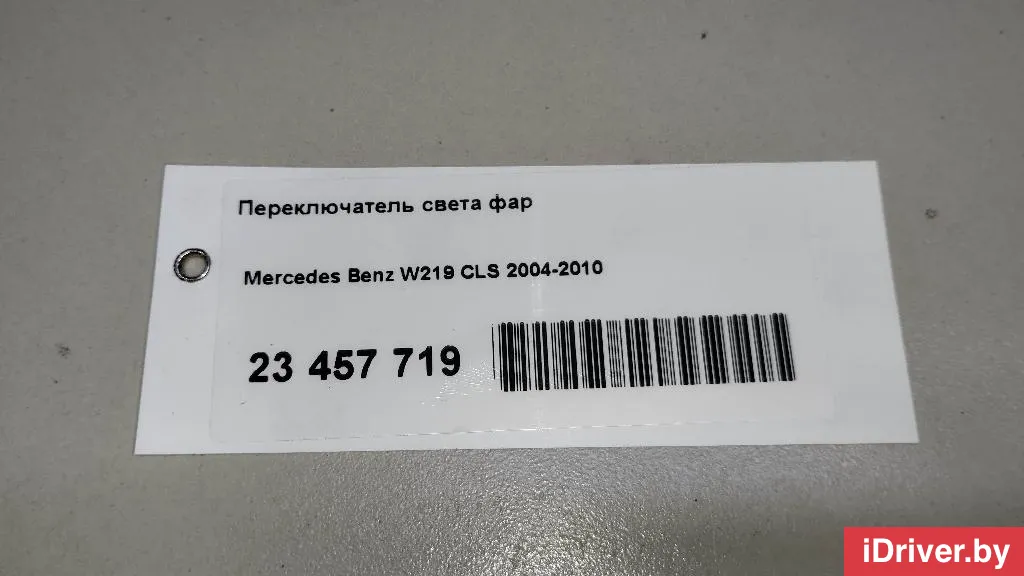 Переключатель света фар
Mercedes Benz W219 CLS 2004-2010
23 457 719
iDriver.by